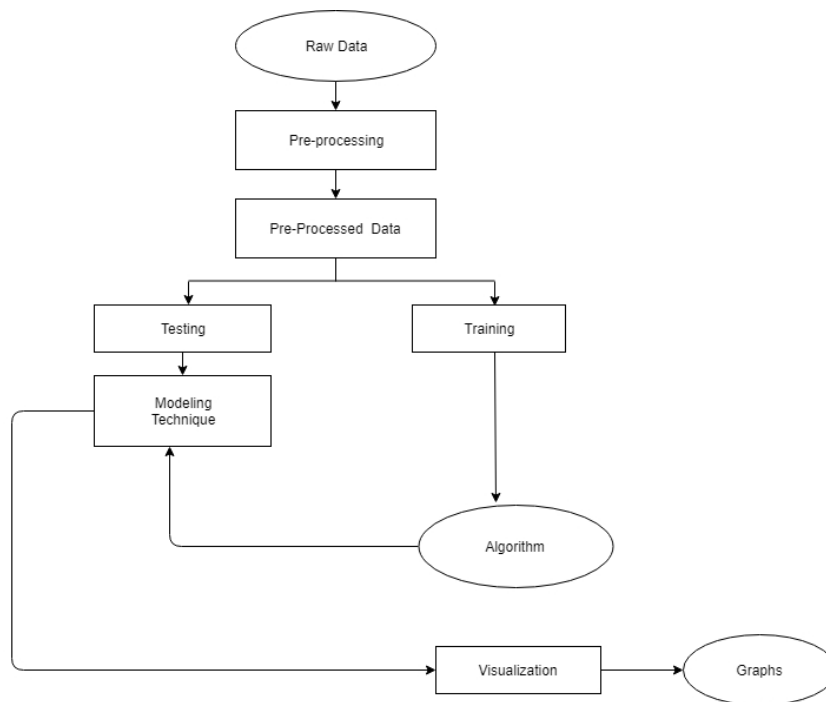 Raw Data
Pre-processing
Pre-Processed Data
Testing
Training
Modeling
Technique
Algorithm
Visualization
Graphs